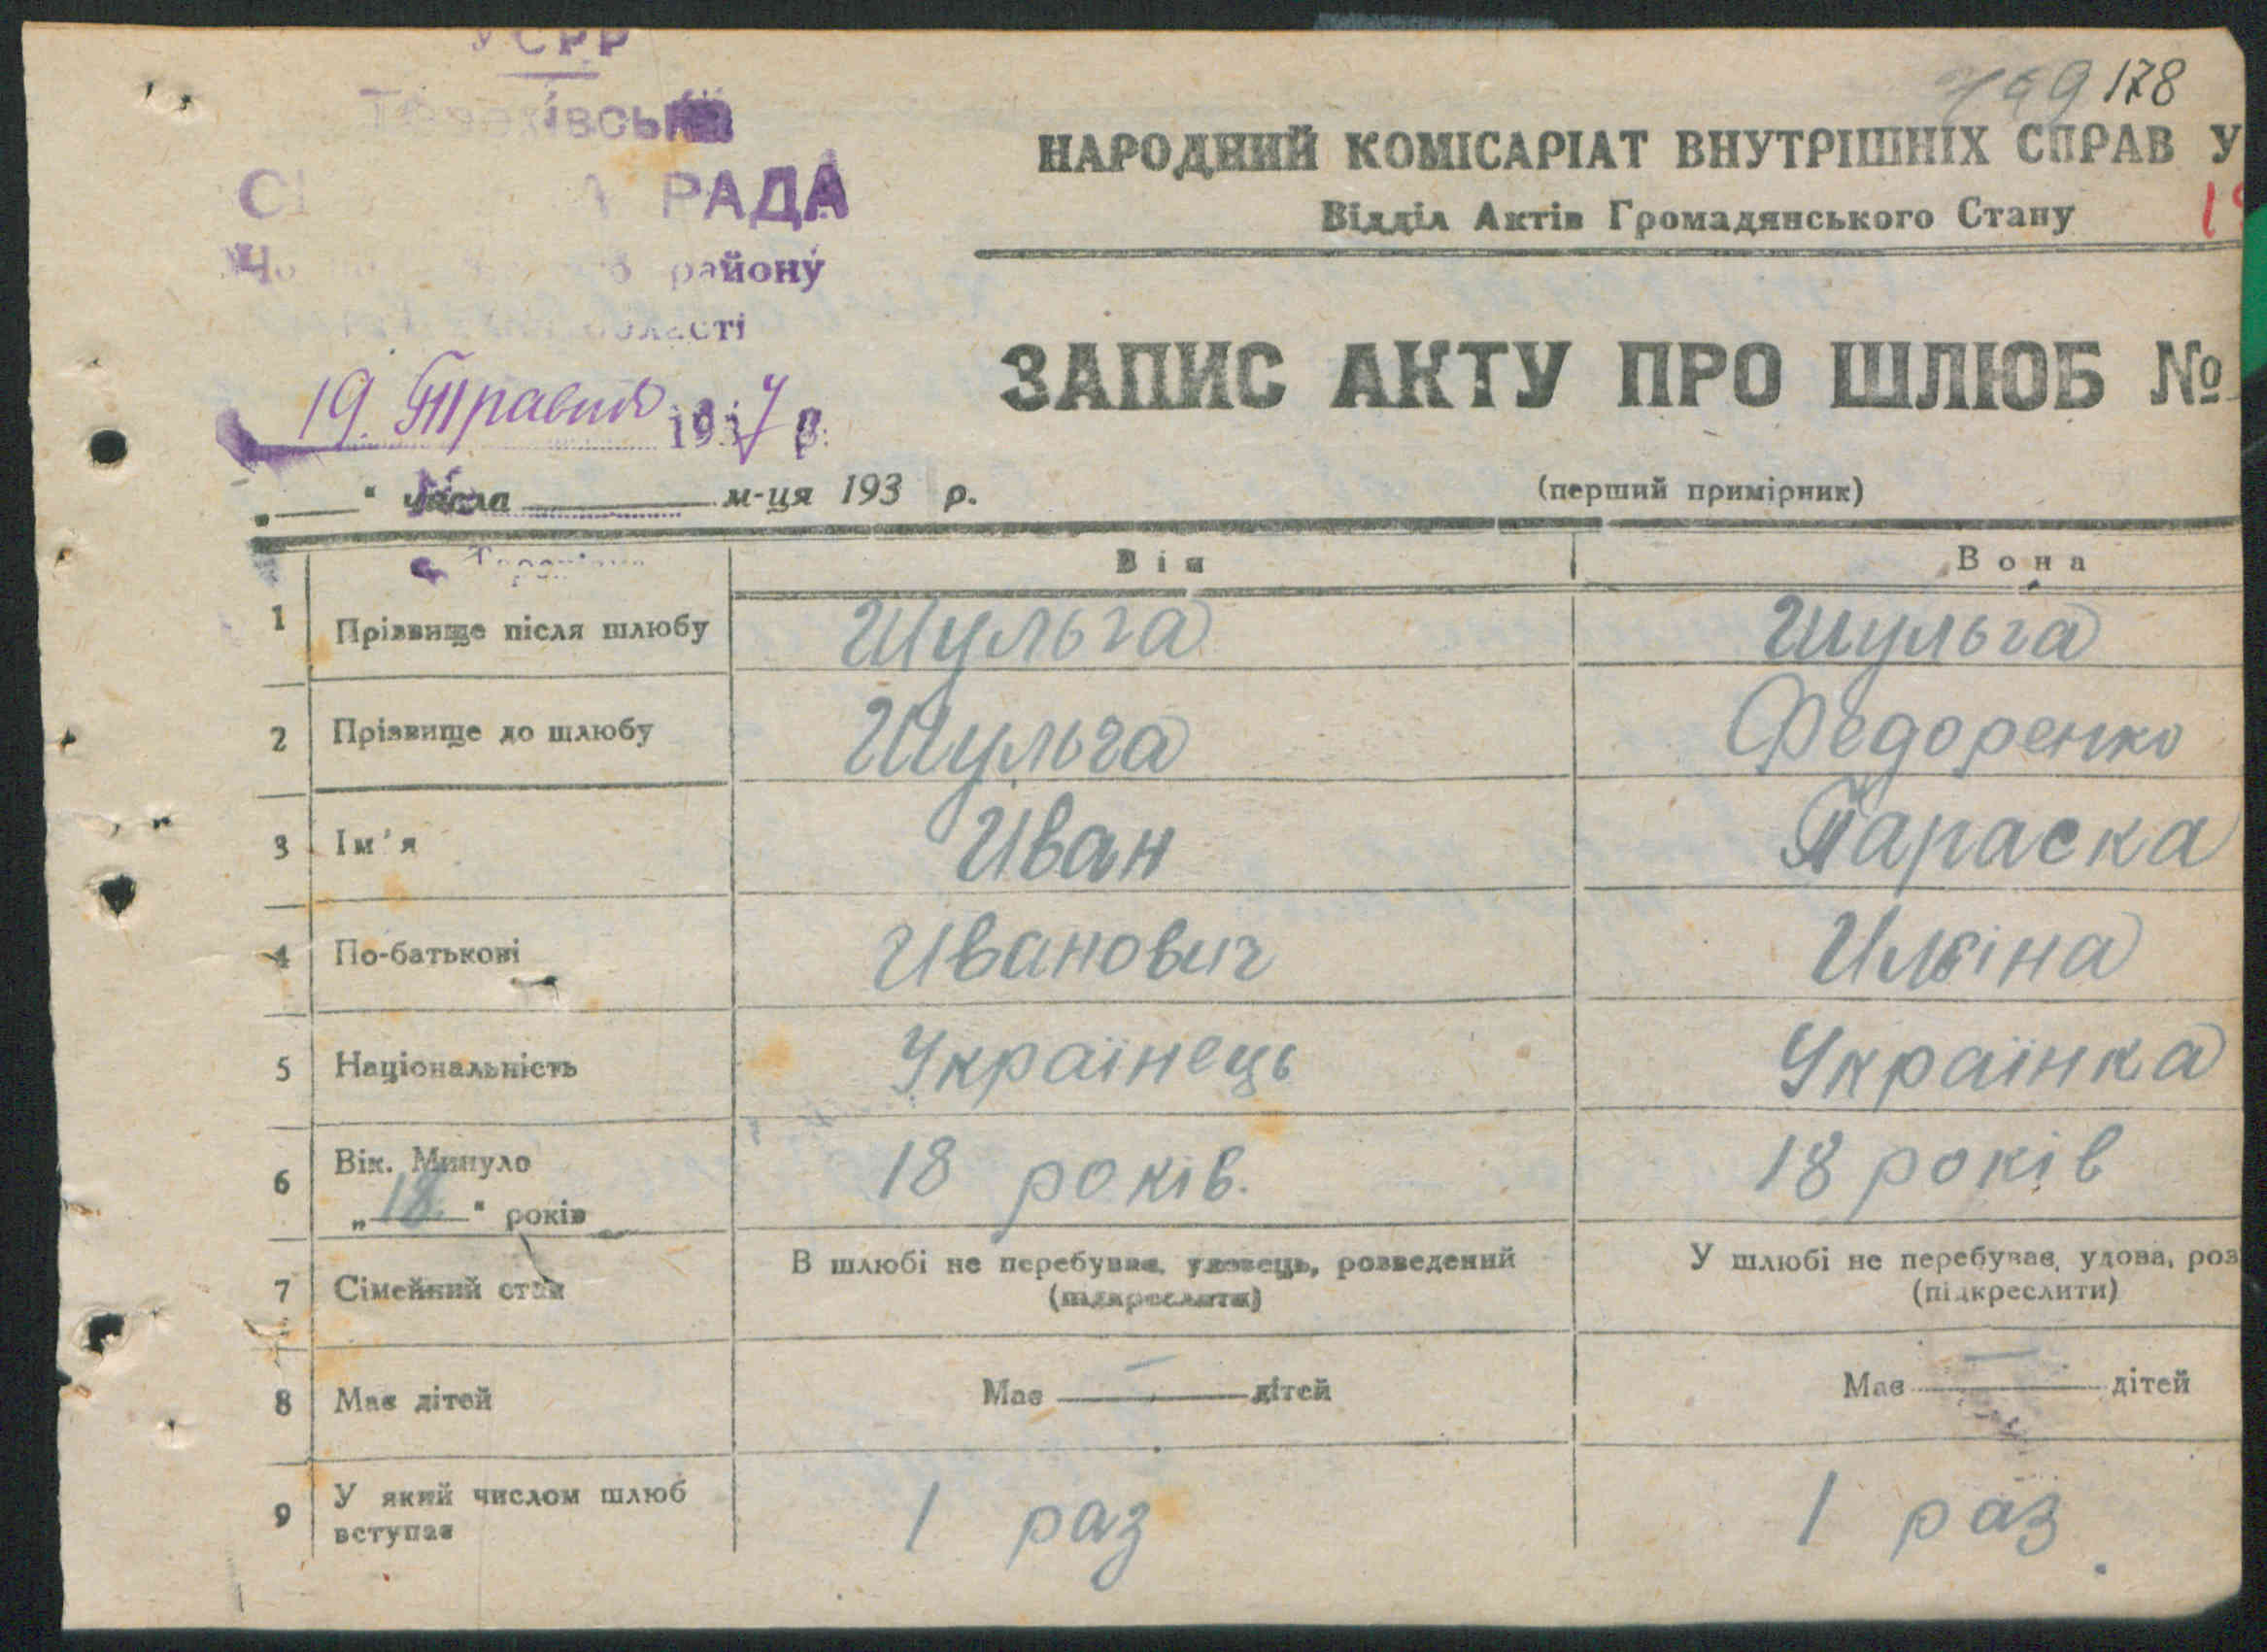 УСРР
РАДА
району
області
19. Травня 1937 р.
№
„ “ числа м-ця 193 р.
178
НАРОДНИЙ КОМІСАРІАТ ВНУТРІШНІХ СПРАВ У
Відділ Актів Громадянського Стану
ЗАПИС АКТУ ПРО ШЛЮБ №
(перший примірник)
Він Вона
1 Прізвище після шлюбу Шульга Шульга
2 Прізвище до шлюбу Шульга Федоренко
3 Ім'я Иван Параска
4 По-батькові Иванович Илліна
5 Національність Українець Українка
6 Вік. Минуло „18“ років 18 років. 18 років
7 Сімейний стан В шлюбі не перебував, удовець, розведений (підкреслити) У шлюбі не перебував, удова, роз (підкреслити)
8 Має дітей Має — дітей Має — дітей
9 У який числом шлюб вступає 1 раз 1 раз